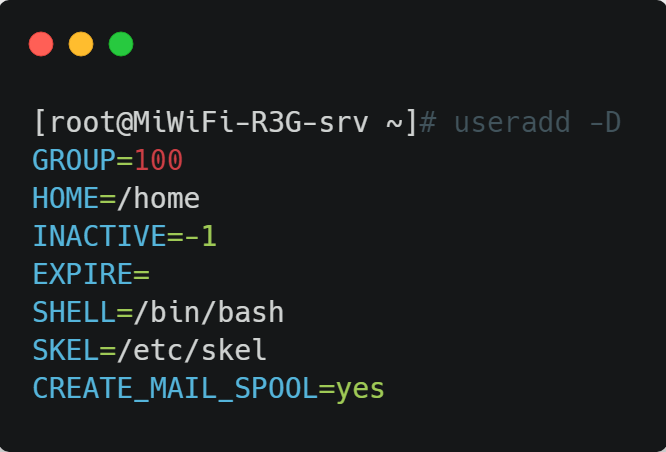 [root@MiWiFi-R3G-srv ~]# useradd -D
GROUP=100
HOME=/home
INACTIVE=-1
EXPIRE=
SHELL=/bin/bash
SKEL=/etc/skel
CREATE_MAIL_SPOOL=yes